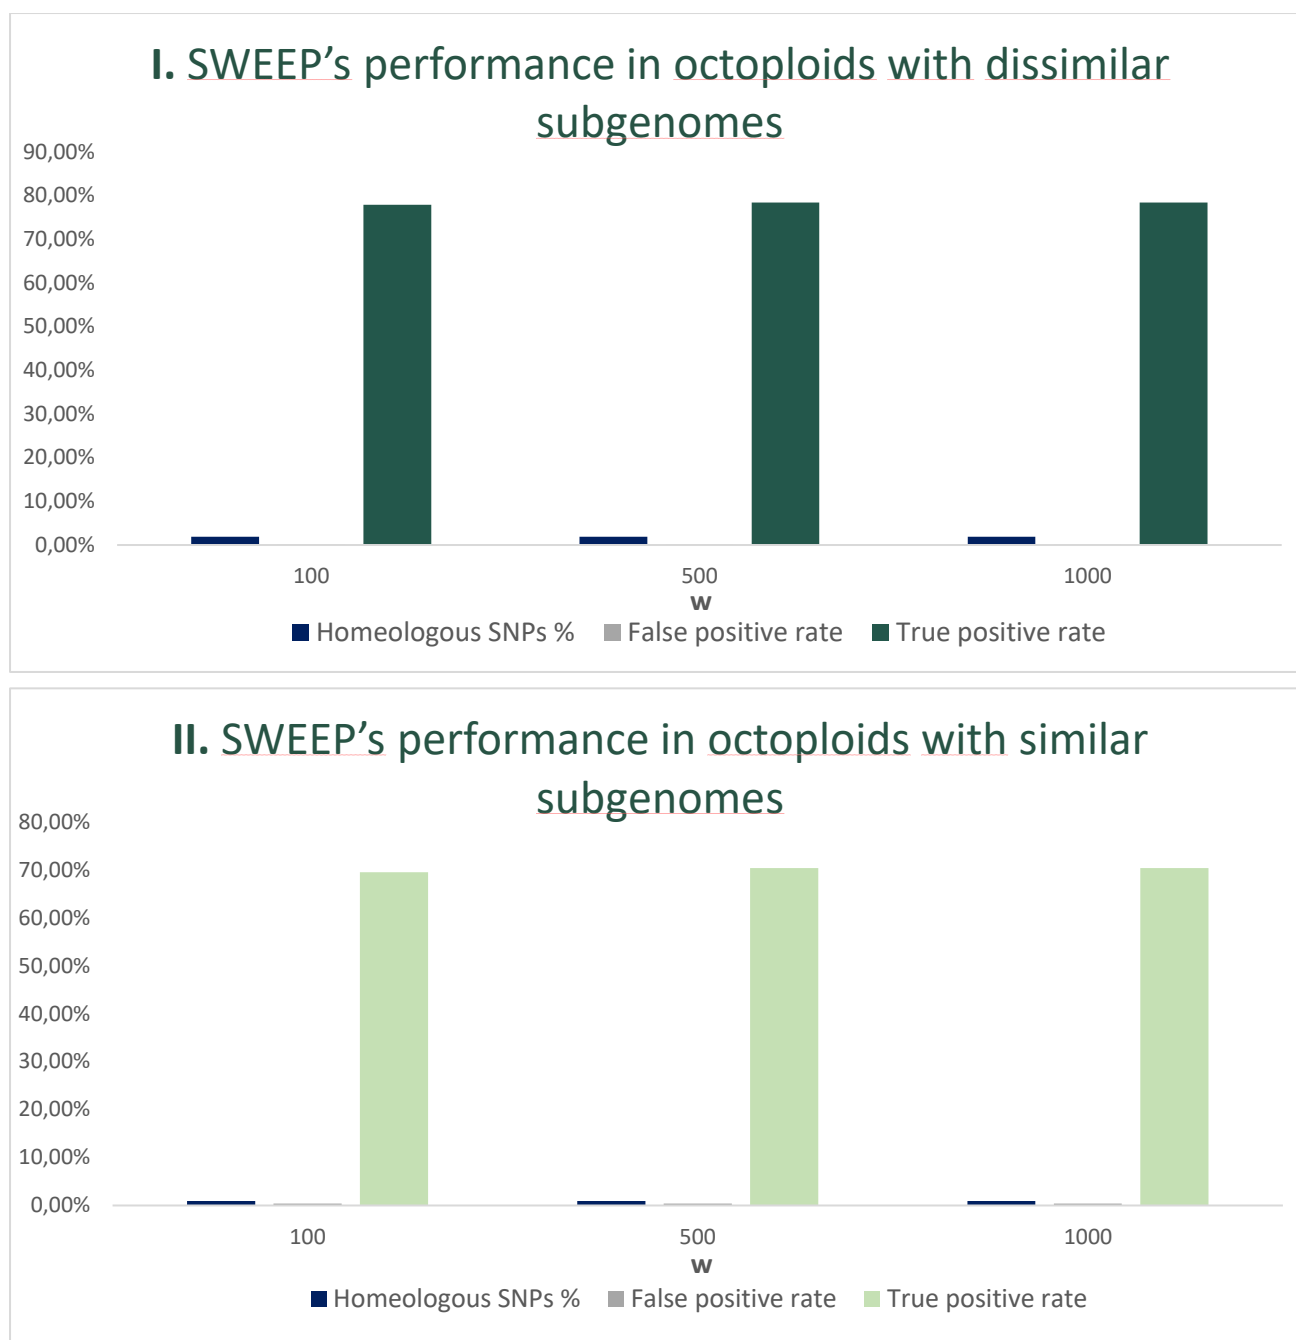 I. SWEEP’s performance in octoploids with dissimilar
subgenomes
90,00%
80,00%
70,00%
60,00%
50,00%
40,00%
30,00%
20,00%
10,00%
0,00%
100 500 1000
w
Homeologous SNPs % False positive rate True positive rate
II. SWEEP’s performance in octoploids with similar
subgenomes
80,00%
70,00%
60,00%
50,00%
40,00%
30,00%
20,00%
10,00%
0,00%
100 500 1000
w
Homeologous SNPs % False positive rate True positive rate